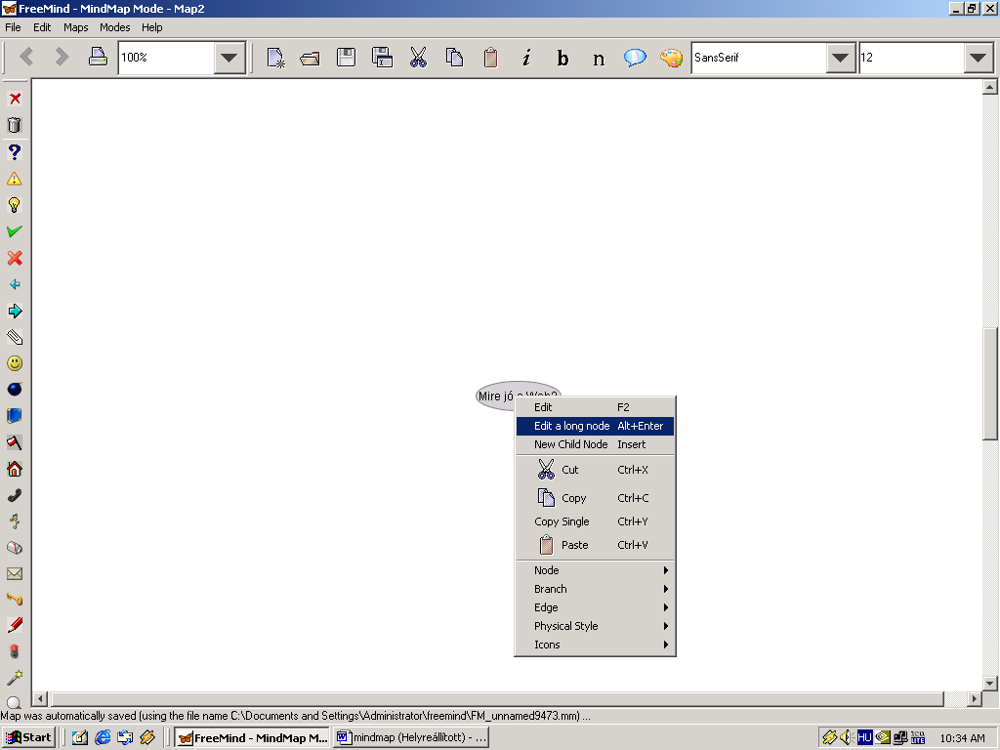 FreeMind - MindMap Mode - Map2
File Edit Maps Modes Help
100% i b n SansSerif 12
Mire jó a Web?
Edit F2
Edit a long node Alt+Enter
New Child Node Insert
Cut Ctrl+X
Copy Ctrl+C
Copy Single Ctrl+Y
Paste Ctrl+V
Node
Branch
Edge
Physical Style
Icons
Map was automatically saved (using the file name C:\Documents and Settings\Administrator\freemind\FM_unnamed9473.mm) ...
Start FreeMind - MindMap M... mindmap (Helyreállított) - ... HU 10:34 AM